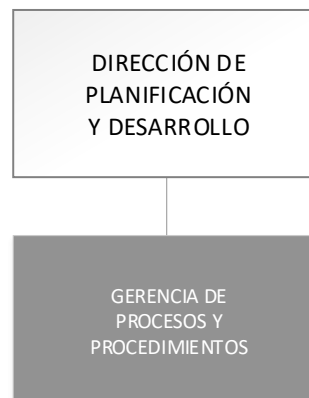 DIRECCIÓN DE
PLANIFICACIÓN
Y DESARROLLO
GERENCIA DE
PROCESOS Y
PROCEDIMIENTOS